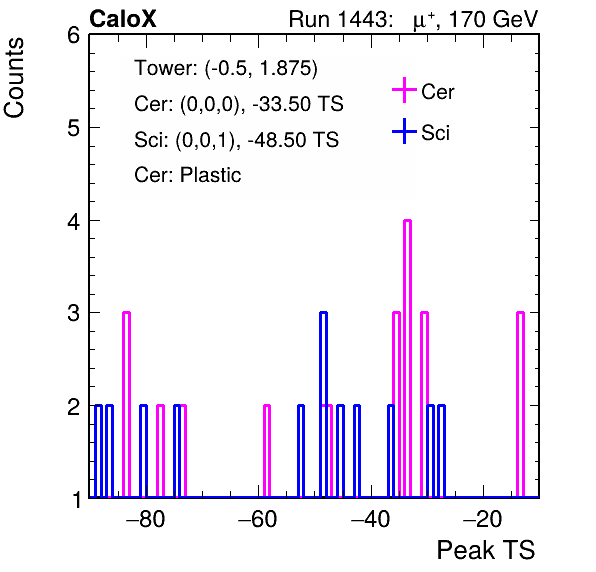 CaloX Run 1443: μ⁺, 170 GeV
Counts
6
5
4
3
2
1
Tower: (-0.5, 1.875)
Cer: (0,0,0), -33.50 TS
Sci: (0,0,1), -48.50 TS
Cer: Plastic
Cer
Sci
−80 −60 −40 −20
Peak TS